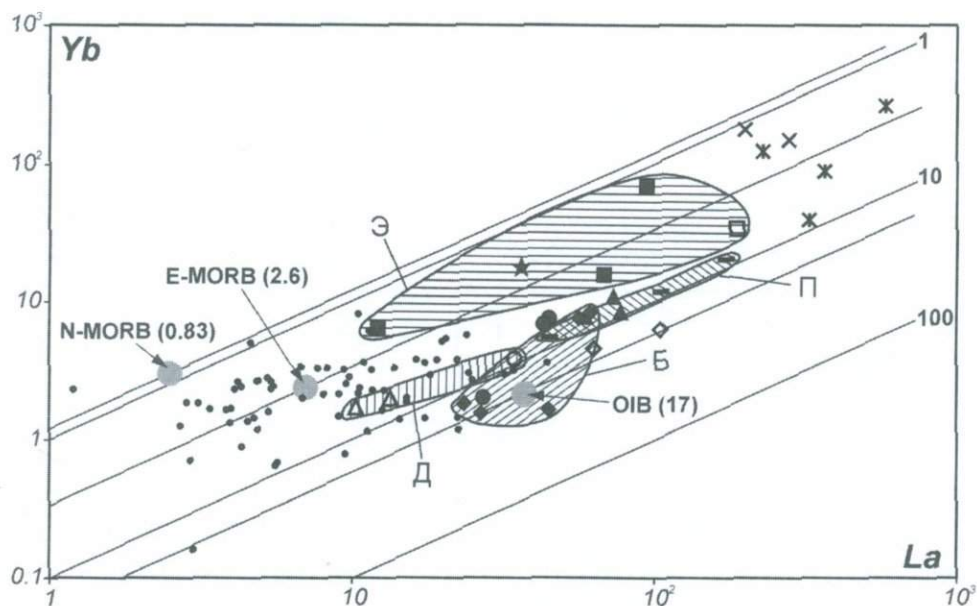 10³
Yb
1
10²
Э
10
E-MORB (2.6)
10
П
N-MORB (0.83)
100
Б
OIB (17)
1
Д
La
0.1
1
10
10²
10³